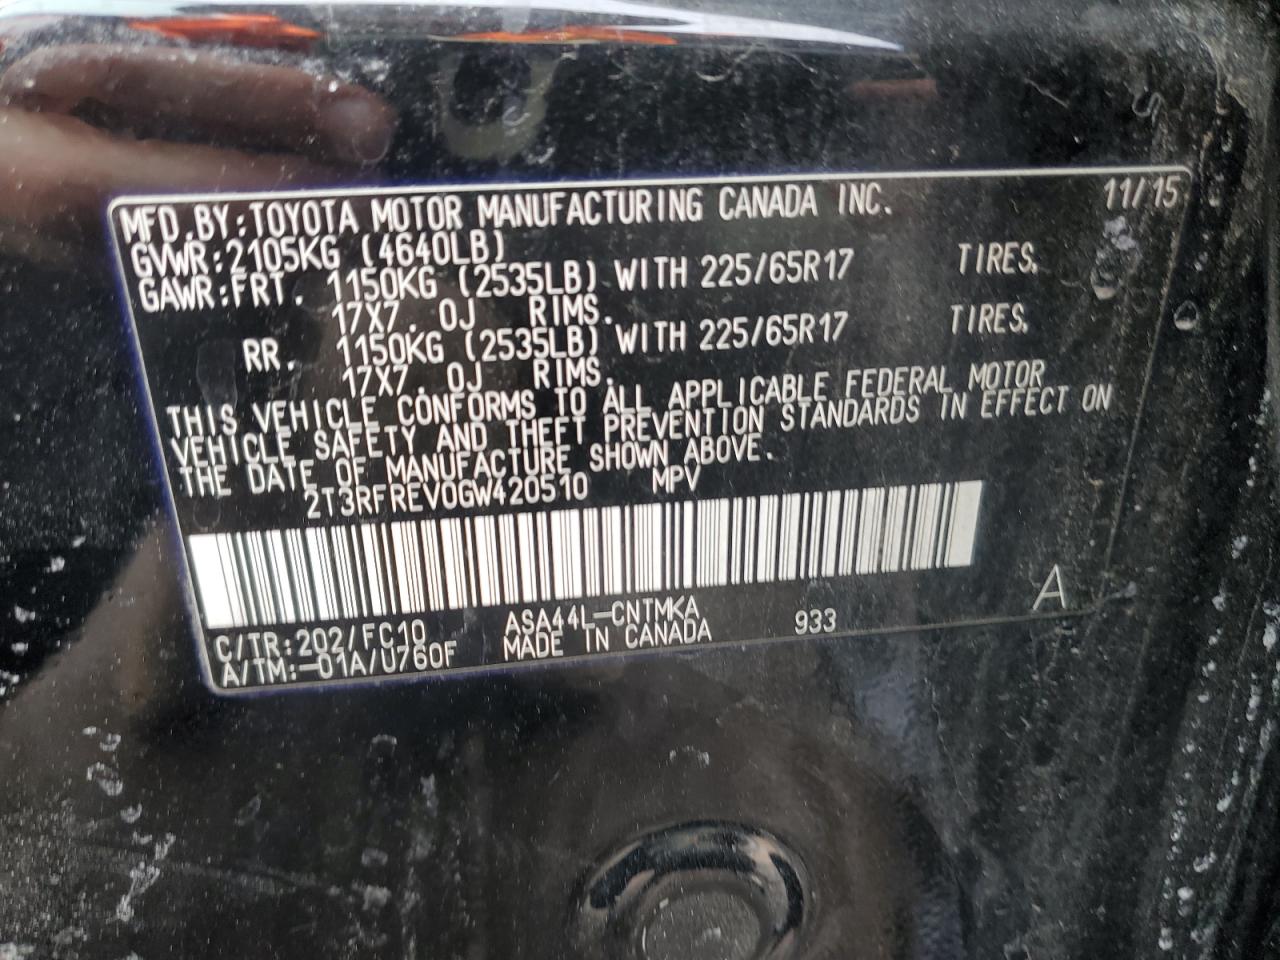 MFD.BY:TOYOTA MOTOR MANUFACTURING CANADA INC. 11/15
GVWR:2105KG (4640LB)
GAWR:FRT. 1150KG (2535LB) WITH 225/65R17 TIRES.
17X7.0J RIMS.
RR. 1150KG (2535LB) WITH 225/65R17 TIRES.
17X7.0J RIMS.
THIS VEHICLE CONFORMS TO ALL APPLICABLE FEDERAL MOTOR
VEHICLE SAFETY AND THEFT PREVENTION STANDARDS IN EFFECT ON
THE DATE OF MANUFACTURE SHOWN ABOVE.
2T3RFREV0GW420510 MPV
C/TR:202/FC10 ASA44L-CNTMKA 933 A
A/TM:-01A/U760F MADE IN CANADA